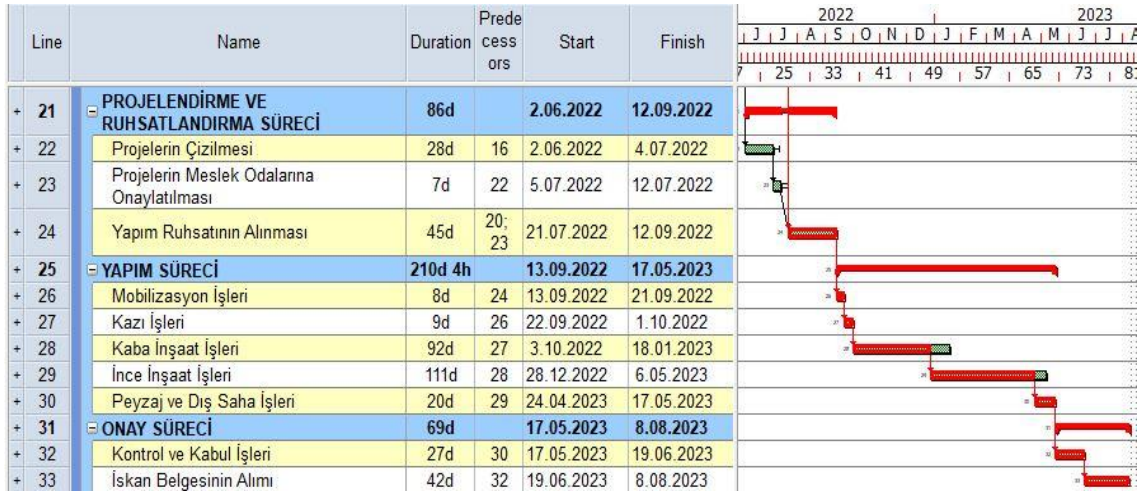 2022 2023
Line Name Duration Prede cess ors Start Finish
J J A S O N D J F M A M J J A
7 25 33 41 49 57 65 73 81
+ 21 PROJELENDİRME VE RUHSATLANDIRMA SÜRECİ 86d 2.06.2022 12.09.2022
+ 22 Projelerin Çizilmesi 28d 16 2.06.2022 4.07.2022
+ 23 Projelerin Meslek Odalarına Onaylatılması 7d 22 5.07.2022 12.07.2022
+ 24 Yapım Ruhsatının Alınması 45d 20; 23 21.07.2022 12.09.2022
+ 25 YAPIM SÜRECİ 210d 4h 13.09.2022 17.05.2023
+ 26 Mobilizasyon İşleri 8d 24 13.09.2022 21.09.2022
+ 27 Kazı İşleri 9d 26 22.09.2022 1.10.2022
+ 28 Kaba İnşaat İşleri 92d 27 3.10.2022 18.01.2023
+ 29 İnce İnşaat İşleri 111d 28 28.12.2022 6.05.2023
+ 30 Peyzaj ve Dış Saha İşleri 20d 29 24.04.2023 17.05.2023
+ 31 ONAY SÜRECİ 69d 17.05.2023 8.08.2023
+ 32 Kontrol ve Kabul İşleri 27d 30 17.05.2023 19.06.2023
+ 33 İskan Belgesinin Alımı 42d 32 19.06.2023 8.08.2023